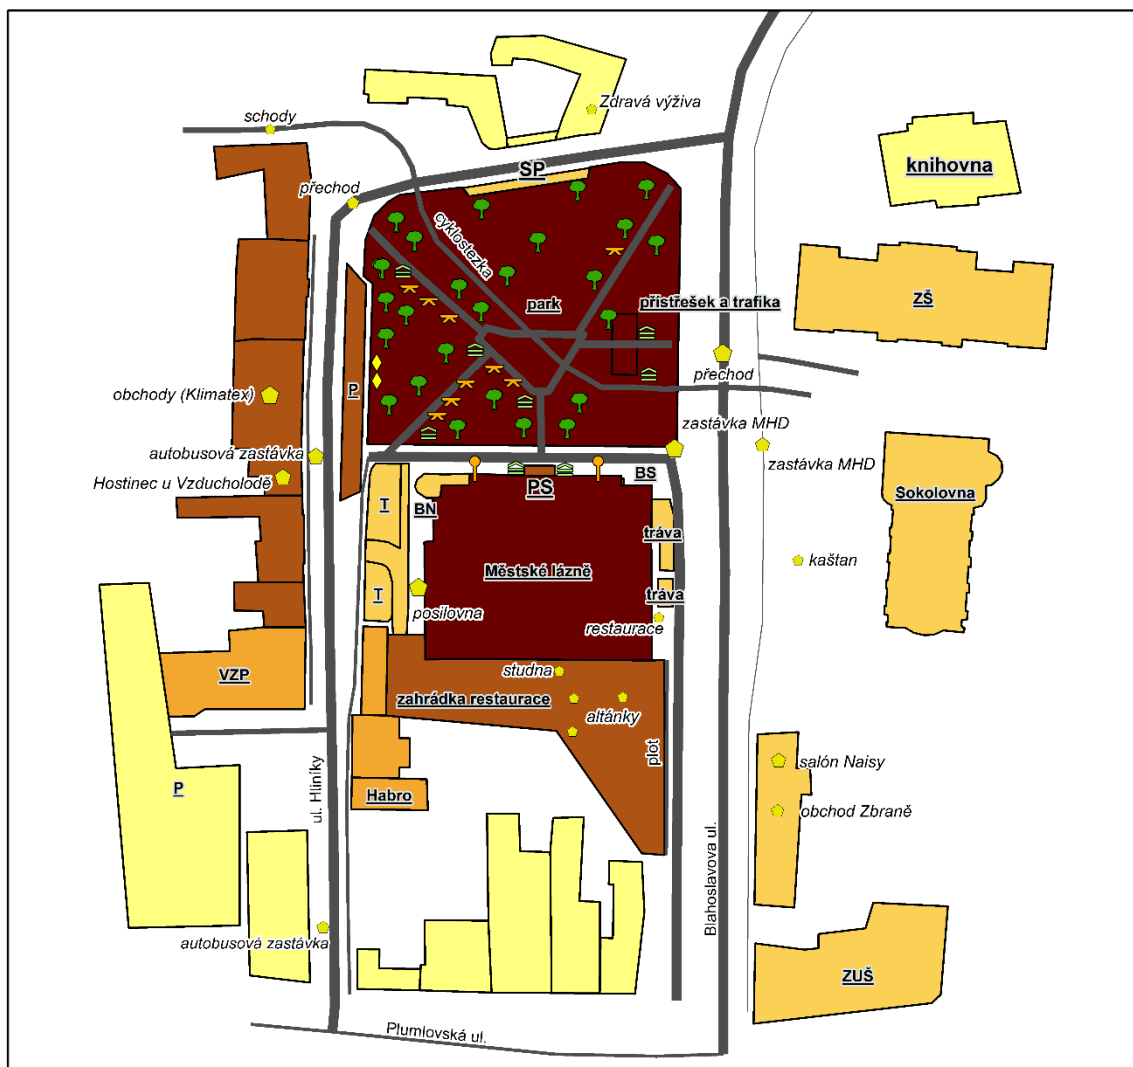 Zdravá výživa
schody
SP
knihovna
přechod
cyklostezka
park
přístřešek a trafika
ZŠ
přechod
obchody (Klimatex)
P
zastávka MHD
autobusová zastávka
zastávka MHD
Hostinec u Vzducholodě
PS
BS
T
BN
Sokolovna
tráva
kaštan
Městské lázně
T
tráva
posilovna
restaurace
studna
VZP
zahrádka restaurace
altánky
plot
salón Naisy
P
ul. Hliníky
Habro
obchod Zbraně
Blahoslavova ul.
autobusová zastávka
ZUŠ
Plumlovská ul.